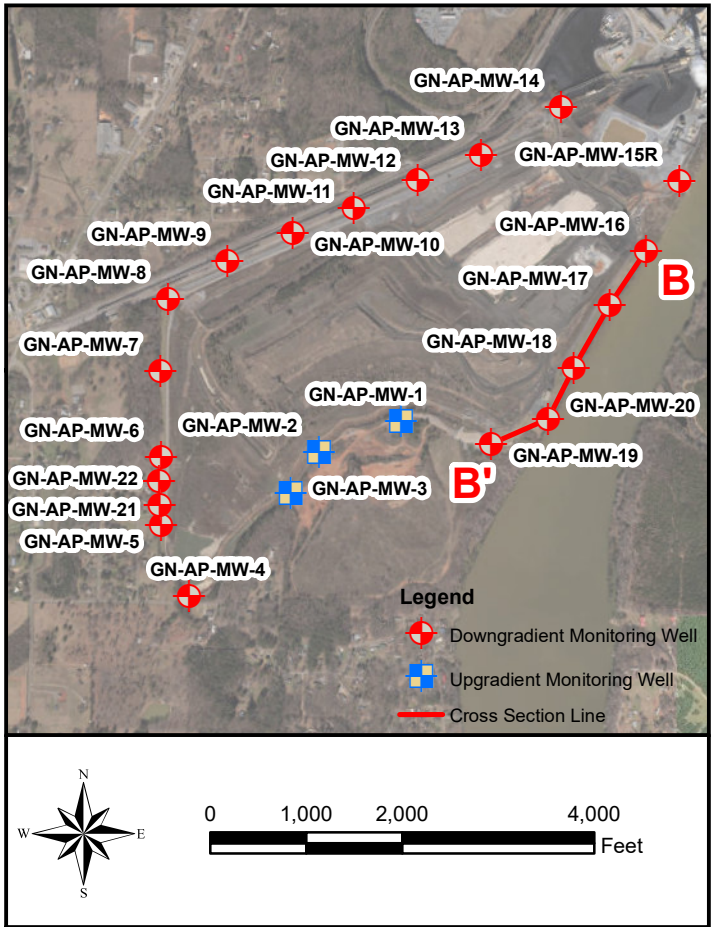 GN-AP-MW-14
GN-AP-MW-13
GN-AP-MW-12
GN-AP-MW-15R
GN-AP-MW-11
GN-AP-MW-16
GN-AP-MW-9
GN-AP-MW-10
GN-AP-MW-8
GN-AP-MW-17
B
GN-AP-MW-7
GN-AP-MW-18
GN-AP-MW-1
GN-AP-MW-20
GN-AP-MW-2
GN-AP-MW-6
GN-AP-MW-19
GN-AP-MW-22
B'
GN-AP-MW-3
GN-AP-MW-21
GN-AP-MW-5
GN-AP-MW-4
Legend
Downgradient Monitoring Well
Upgradient Monitoring Well
Cross Section Line
N
W E
S
0 1,000 2,000 4,000
Feet